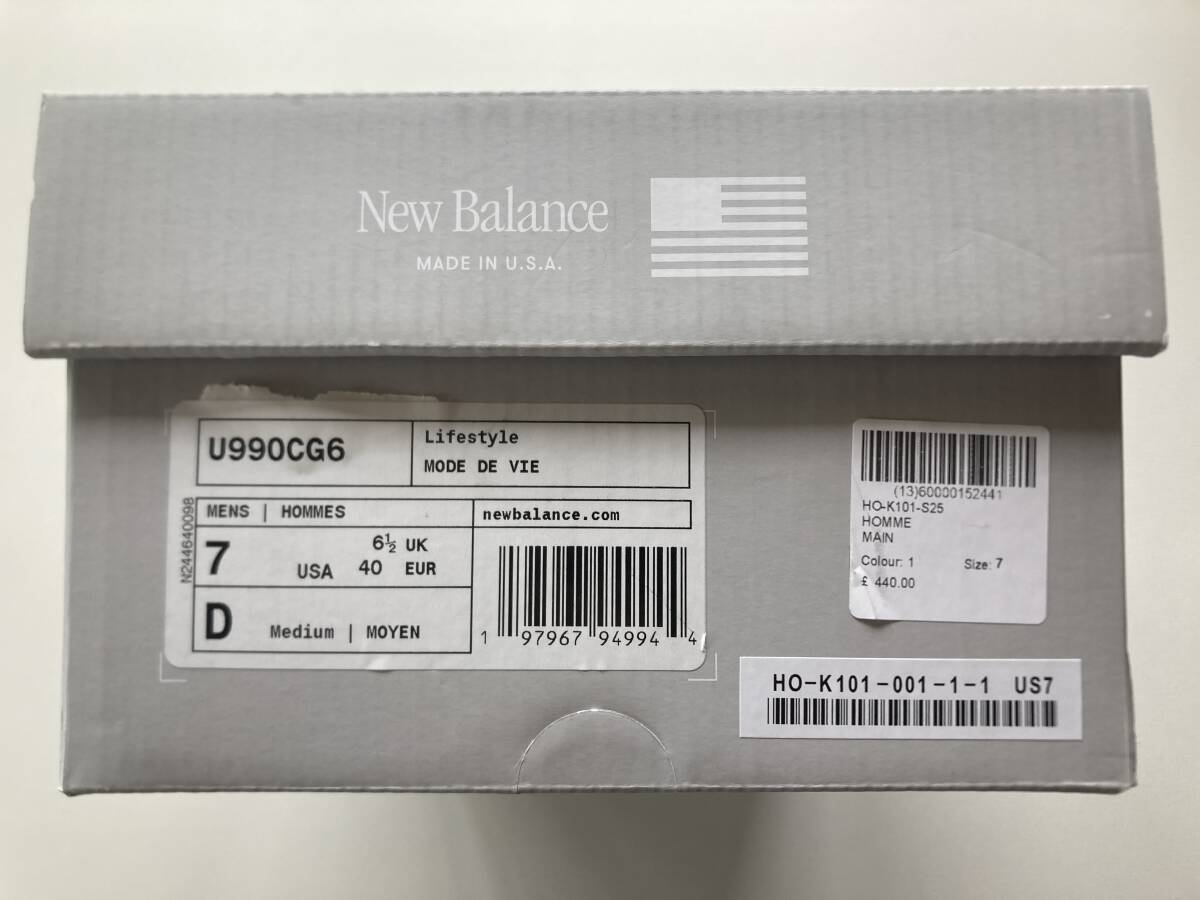 New Balance
MADE IN U.S.A.
U990CG6
Lifestyle
MODE DE VIE
N244640098
MENS | HOMMES
newbalance.com
7 USA
6½ UK
40 EUR
D Medium | MOYEN
1 97967 94994 4
(13)60000152441
HO-K101-S25
HOMME
MAIN
Colour: 1 Size: 7
£ 440.00
HO-K101-001-1-1 US7